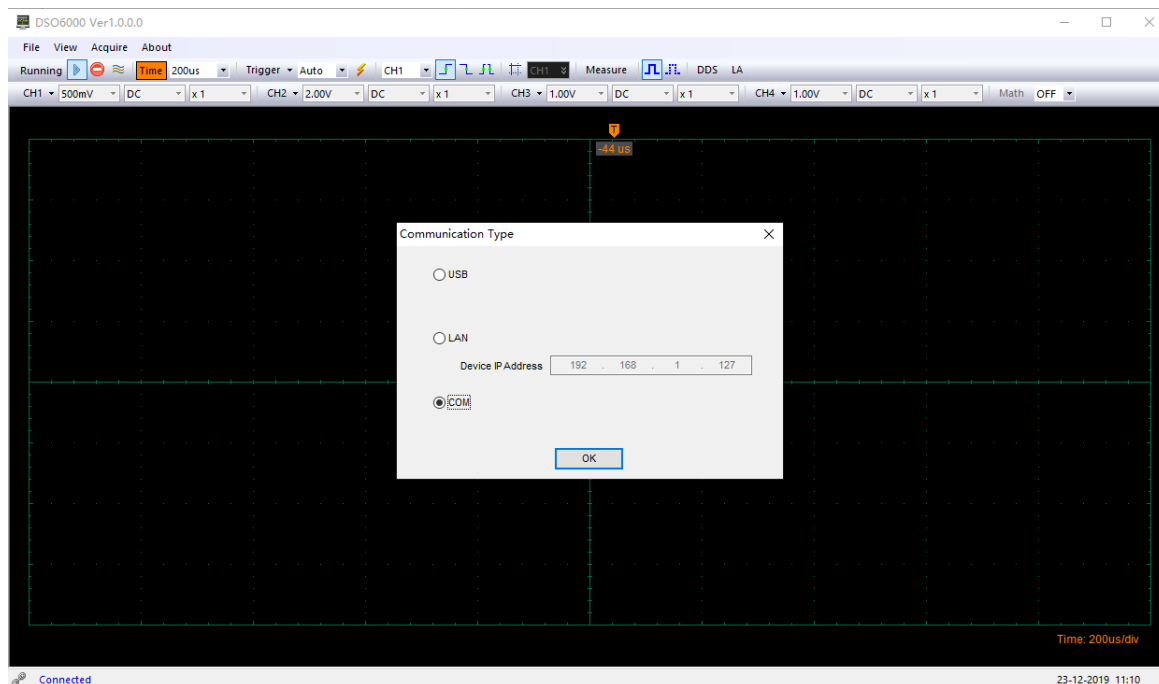 DSO6000 Ver1.0.0.0
File View Acquire About
Running Time 200us Trigger Auto CH1 CH1 Measure DDS LA
CH1 500mV DC x 1 CH2 2.00V DC x 1 CH3 1.00V DC x 1 CH4 1.00V DC x 1 Math OFF
T
-44 us
Communication Type
USB
LAN
Device IP Address 192 . 168 . 1 . 127
COM
OK
Time: 200us/div
Connected 23-12-2019 11:10